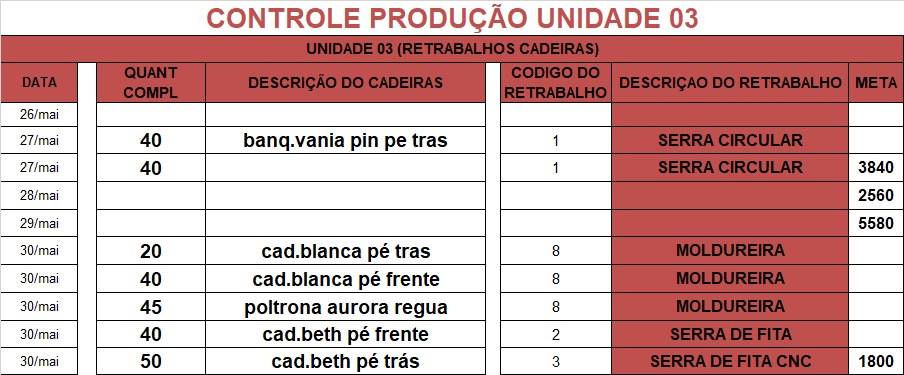 CONTROLE PRODUÇÃO UNIDADE 03
UNIDADE 03 (RETRABALHOS CADEIRAS)
DATA QUANT COMPL DESCRIÇÃO DO CADEIRAS CODIGO DO RETRABALHO DESCRIÇAO DO RETRABALHO META
26/mai
27/mai 40 banq.vania pin pe tras 1 SERRA CIRCULAR
27/mai 40 1 SERRA CIRCULAR 3840
28/mai 2560
29/mai 5580
30/mai 20 cad.blanca pé tras 8 MOLDUREIRA
30/mai 40 cad.blanca pé frente 8 MOLDUREIRA
30/mai 45 poltrona aurora regua 8 MOLDUREIRA
30/mai 40 cad.beth pé frente 2 SERRA DE FITA
30/mai 50 cad.beth pé trás 3 SERRA DE FITA CNC 1800